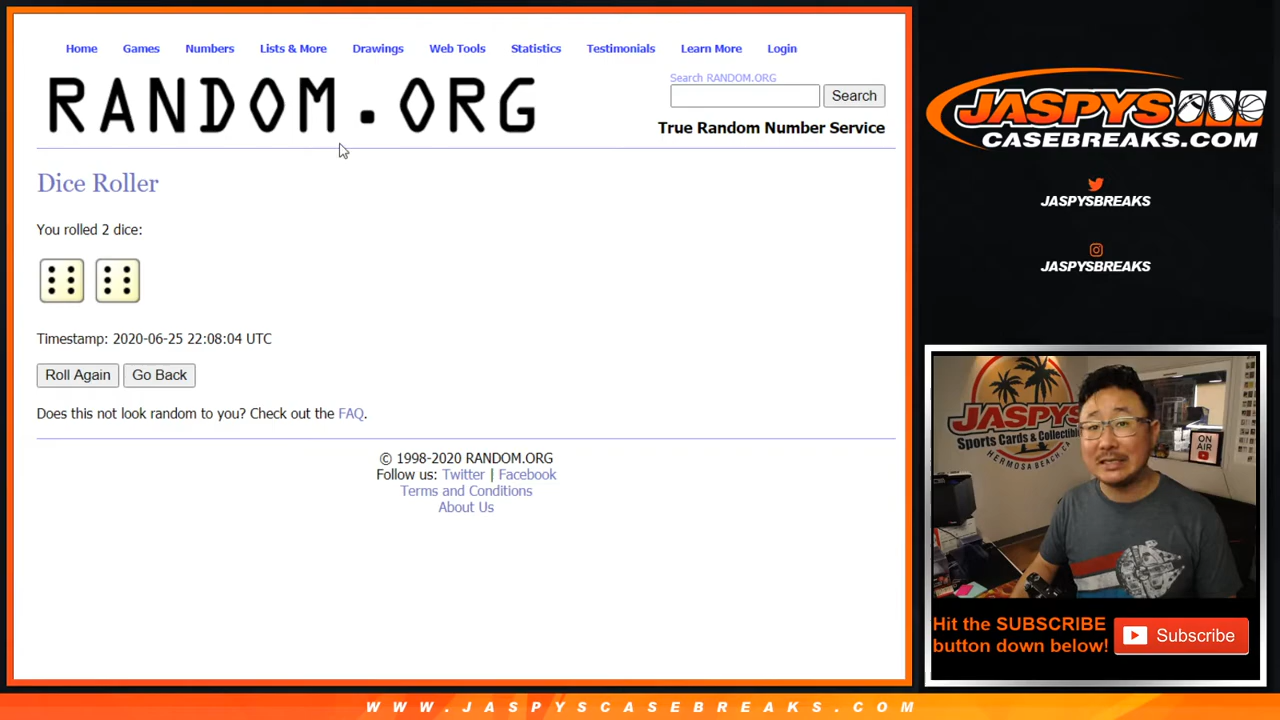 Home Games Numbers Lists & More Drawings Web Tools Statistics Testimonials Learn More Login
RANDOM.ORG
Search RANDOM.ORG
Search
True Random Number Service
Dice Roller
You rolled 2 dice:
Timestamp: 2020-06-25 22:08:04 UTC
Roll Again Go Back
Does this not look random to you? Check out the FAQ.
© 1998-2020 RANDOM.ORG
Follow us: Twitter | Facebook
Terms and Conditions
About Us
JASPYS
CASEBREAKS.COM
JASPYSBREAKS
JASPYSBREAKS
JASPYS
Sports Cards & Collectibl
HERMOSA BEACH, CA
ON AIR
Hit the SUBSCRIBE
button down below!
Subscribe
WWW.JASPYSCASEBREAKS.COM